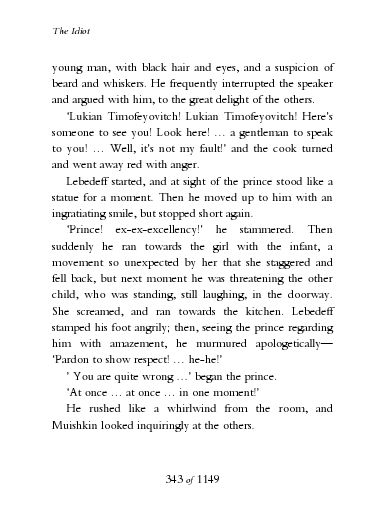 The Idiot
young man, with black hair and eyes, and a suspicion of
beard and whiskers. He frequently interrupted the speaker
and argued with him, to the great delight of the others.
‘Lukian Timofeyovitch! Lukian Timofeyovitch! Here’s
someone to see you! Look here! … a gentleman to speak
to you! … Well, it’s not my fault!’ and the cook turned
and went away red with anger.
Lebedeff started, and at sight of the prince stood like a
statue for a moment. Then he moved up to him with an
ingratiating smile, but stopped short again.
‘Prince! ex-ex-excellency!’ he stammered. Then
suddenly he ran towards the girl with the infant, a
movement so unexpected by her that she staggered and
fell back, but next moment he was threatening the other
child, who was standing, still laughing, in the doorway.
She screamed, and ran towards the kitchen. Lebedeff
stamped his foot angrily; then, seeing the prince regarding
him with amazement, he murmured apologetically—
‘Pardon to show respect! … he-he!’
’ You are quite wrong …’ began the prince.
‘At once … at once … in one moment!’
He rushed like a whirlwind from the room, and
Muishkin looked inquiringly at the others.
343 of 1149